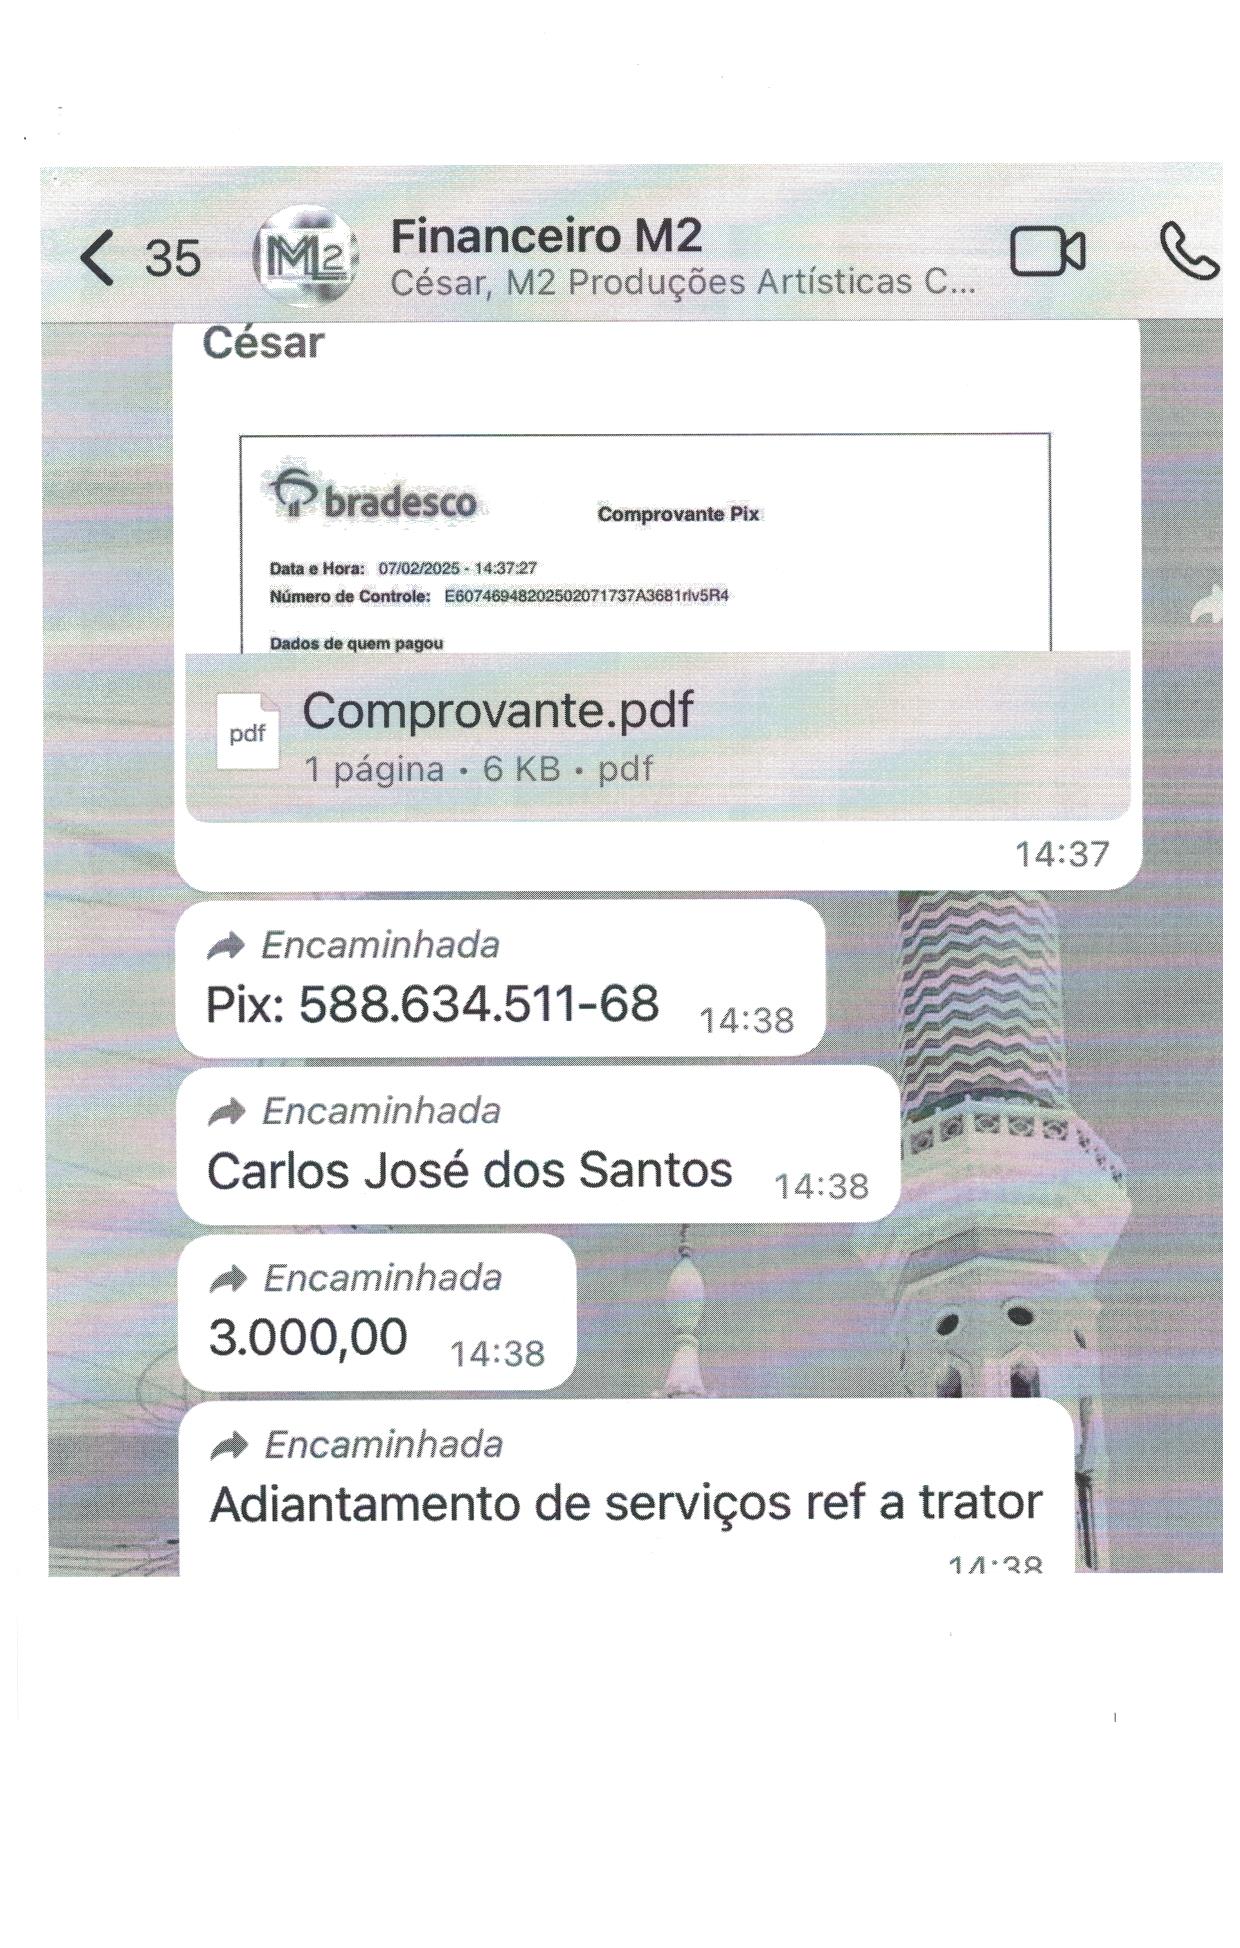 35
M2
Financeiro M2
César, M2 Produções Artísticas C...
César
bradesco
Comprovante Pix
Data e Hora: 07/02/2025 - 14:37:27
Número de Controle: E60746948202502071737A3681rlv5R4
Dados de quem pagou
pdf
Comprovante.pdf
1 página • 6 KB • pdf
14:37
Encaminhada
Pix: 588.634.511-68 14:38
Encaminhada
Carlos José dos Santos 14:38
Encaminhada
3.000,00 14:38
Encaminhada
Adiantamento de serviços ref a trator
14:38